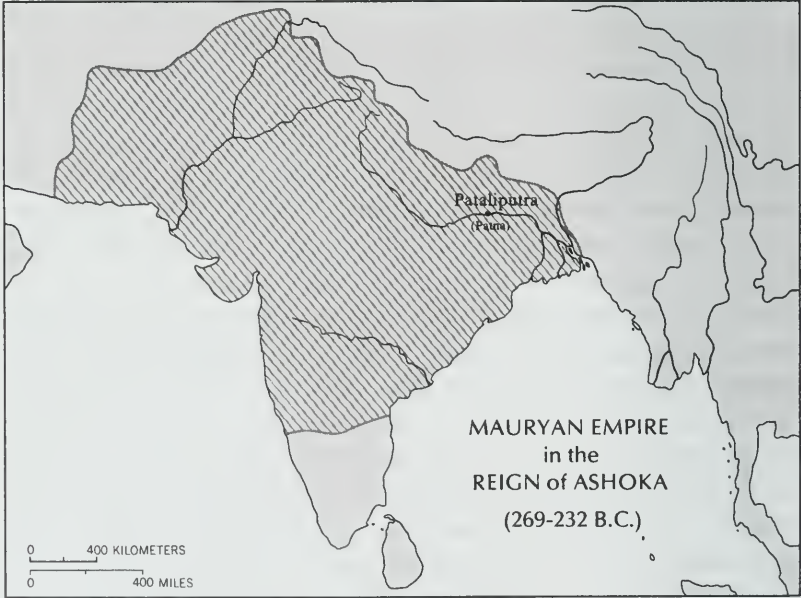 Pataliputra
(Patna)
MAURYAN EMPIRE
in the
REIGN of ASHOKA
(269-232 B.C.)
0 400 KILOMETERS
0 400 MILES